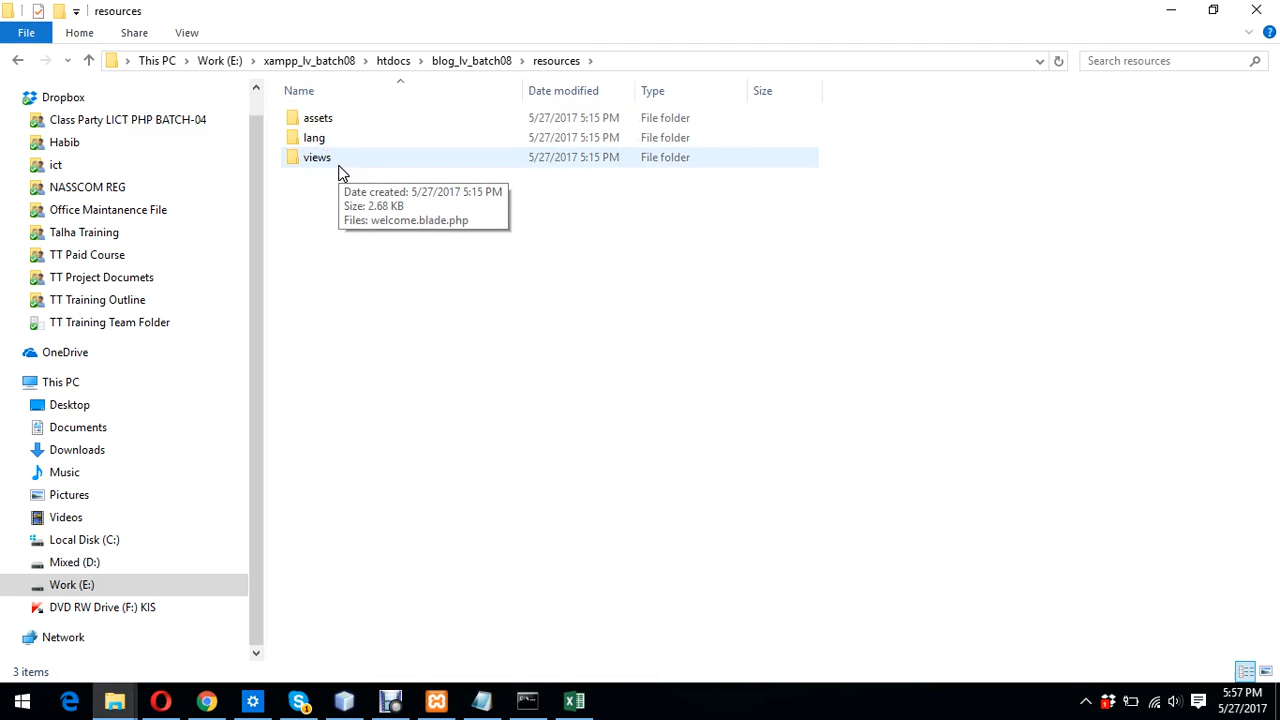 resources
File
Home
Share
View
This PC
Work (E:)
xampp_lv_batch08
htdocs
blog_lv_batch08
resources
Search resources
Name
Date modified
Type
Size
assets
5/27/2017 5:15 PM
File folder
lang
5/27/2017 5:15 PM
File folder
views
5/27/2017 5:15 PM
File folder
Date created: 5/27/2017 5:15 PM
Size: 2.68 KB
Files: welcome.blade.php
Dropbox
Class Party LICT PHP BATCH-04
Habib
ict
NASSCOM REG
Office Maintanence File
Talha Training
TT Paid Course
TT Project Documets
TT Training Outline
TT Training Team Folder
OneDrive
This PC
Desktop
Documents
Downloads
Music
Pictures
Videos
Local Disk (C:)
Mixed (D:)
Work (E:)
DVD RW Drive (F:) KIS
Network
3 items
5:57 PM
5/27/2017